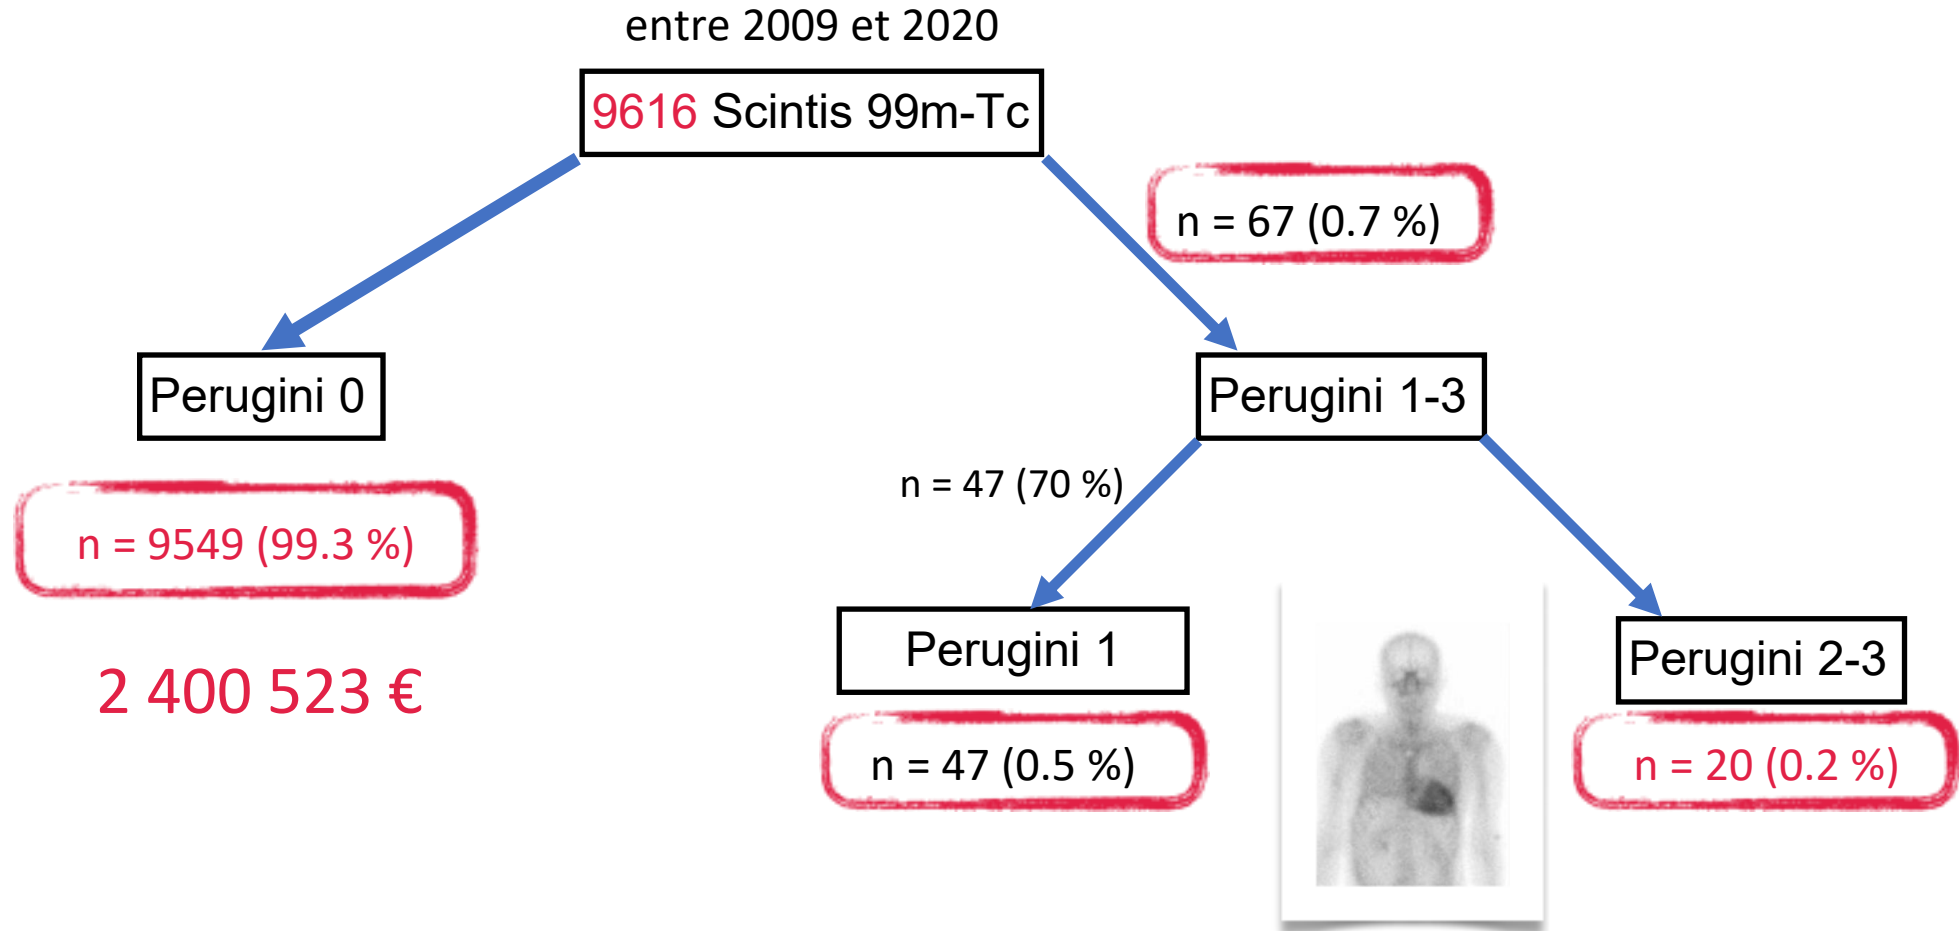 entre 2009 et 2020
9616 Scintis 99m-Tc
n = 67 (0.7 %)
Perugini 0
Perugini 1-3
n = 47 (70 %)
n = 9549 (99.3 %)
Perugini 1
Perugini 2-3
2 400 523 €
n = 47 (0.5 %)
n = 20 (0.2 %)